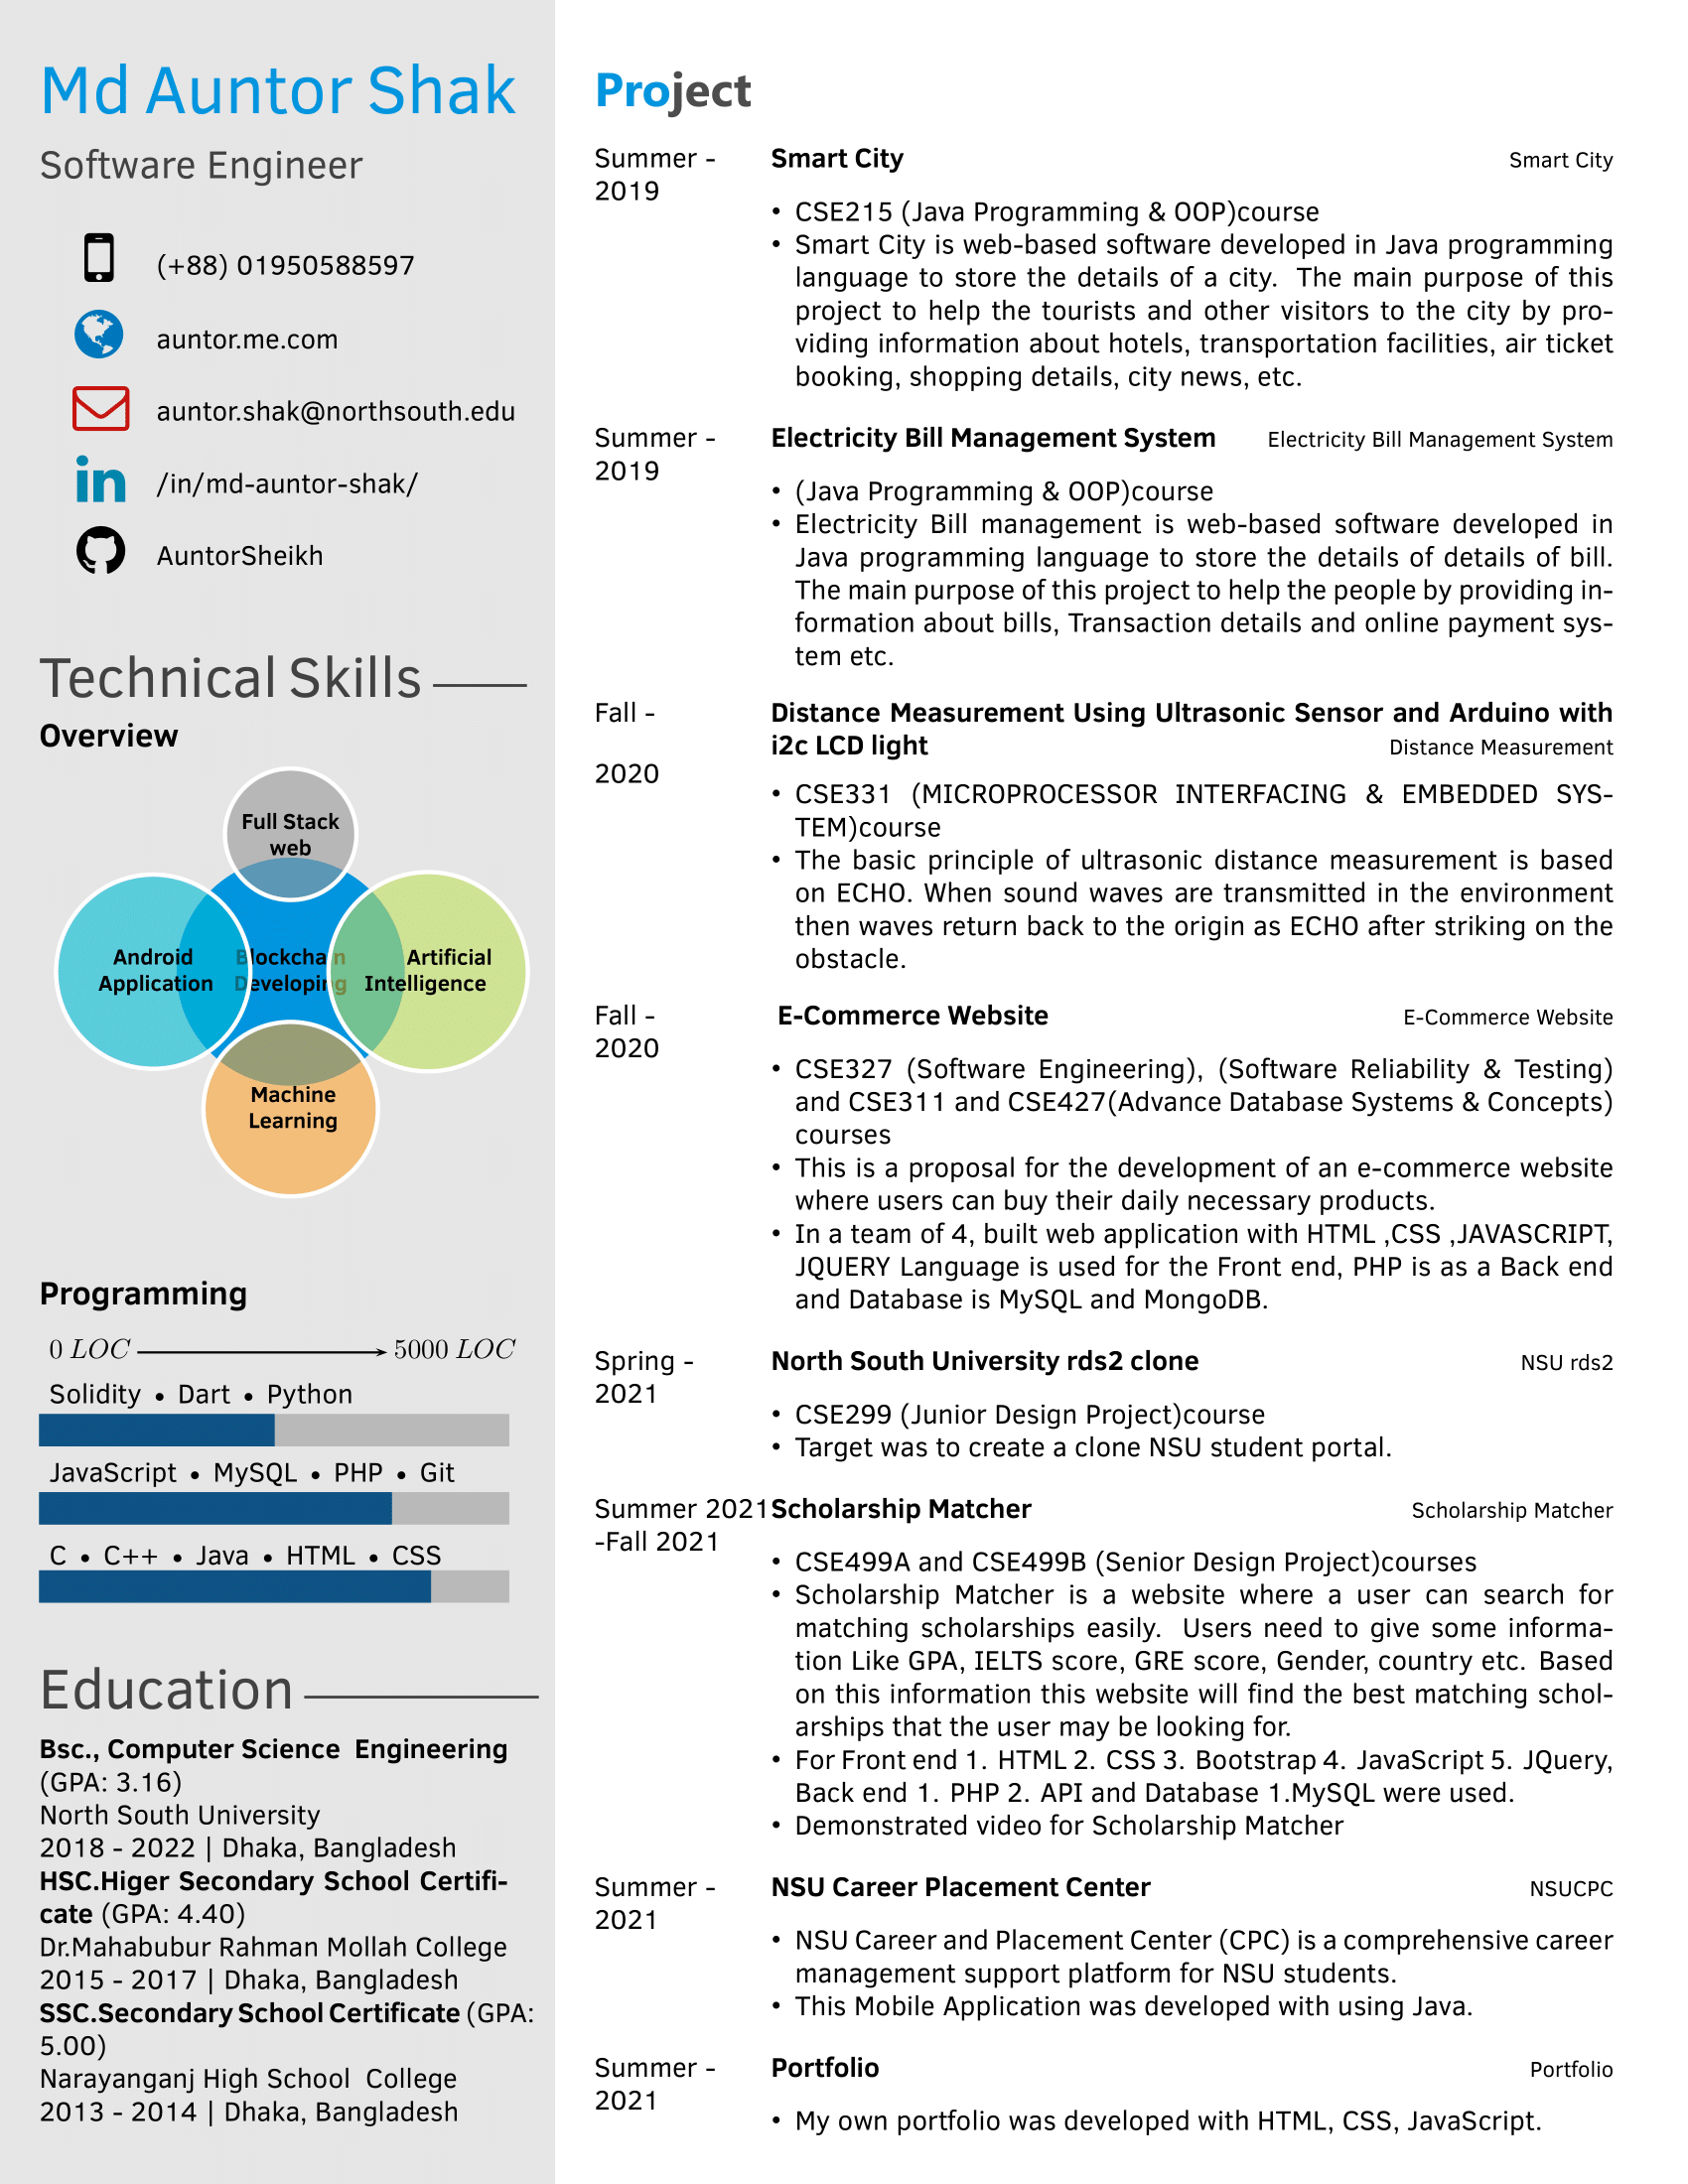 Md Auntor Shak
Software Engineer
(+88) 01950588597
auntor.me.com
auntor.shak@northsouth.edu
/in/md-auntor-shak/
AuntorSheikh
Technical Skills
Overview
Full Stack
web
Android
Application
Blockchain
Developing
Artificial
Intelligence
Machine
Learning
Programming
0 LOC 5000 LOC
Solidity • Dart • Python
JavaScript • MySQL • PHP • Git
C • C++ • Java • HTML • CSS
Education
Bsc., Computer Science Engineering
(GPA: 3.16)
North South University
2018 - 2022 | Dhaka, Bangladesh
HSC.Higer Secondary School Certifi-
cate (GPA: 4.40)
Dr.Mahabubur Rahman Mollah College
2015 - 2017 | Dhaka, Bangladesh
SSC.Secondary School Certificate (GPA:
5.00)
Narayanganj High School College
2013 - 2014 | Dhaka, Bangladesh
Project
Summer - Smart City Smart City
2019
• CSE215 (Java Programming & OOP)course
• Smart City is web-based software developed in Java programming
language to store the details of a city. The main purpose of this
project to help the tourists and other visitors to the city by pro-
viding information about hotels, transportation facilities, air ticket
booking, shopping details, city news, etc.
Summer - Electricity Bill Management System Electricity Bill Management System
2019
• (Java Programming & OOP)course
• Electricity Bill management is web-based software developed in
Java programming language to store the details of details of bill.
The main purpose of this project to help the people by providing in-
formation about bills, Transaction details and online payment sys-
tem etc.
Fall - Distance Measurement Using Ultrasonic Sensor and Arduino with
i2c LCD light Distance Measurement
2020
• CSE331 (MICROPROCESSOR INTERFACING & EMBEDDED SYS-
TEM)course
• The basic principle of ultrasonic distance measurement is based
on ECHO. When sound waves are transmitted in the environment
then waves return back to the origin as ECHO after striking on the
obstacle.
Fall - E-Commerce Website E-Commerce Website
2020
• CSE327 (Software Engineering), (Software Reliability & Testing)
and CSE311 and CSE427(Advance Database Systems & Concepts)
courses
• This is a proposal for the development of an e-commerce website
where users can buy their daily necessary products.
• In a team of 4, built web application with HTML ,CSS ,JAVASCRIPT,
JQUERY Language is used for the Front end, PHP is as a Back end
and Database is MySQL and MongoDB.
Spring - North South University rds2 clone NSU rds2
2021
• CSE299 (Junior Design Project)course
• Target was to create a clone NSU student portal.
Summer 2021 Scholarship Matcher Scholarship Matcher
-Fall 2021
• CSE499A and CSE499B (Senior Design Project)courses
• Scholarship Matcher is a website where a user can search for
matching scholarships easily. Users need to give some informa-
tion Like GPA, IELTS score, GRE score, Gender, country etc. Based
on this information this website will find the best matching schol-
arships that the user may be looking for.
• For Front end 1. HTML 2. CSS 3. Bootstrap 4. JavaScript 5. JQuery,
Back end 1. PHP 2. API and Database 1.MySQL were used.
• Demonstrated video for Scholarship Matcher
Summer - NSU Career Placement Center NSUCPC
2021
• NSU Career and Placement Center (CPC) is a comprehensive career
management support platform for NSU students.
• This Mobile Application was developed with using Java.
Summer - Portfolio Portfolio
2021
• My own portfolio was developed with HTML, CSS, JavaScript.